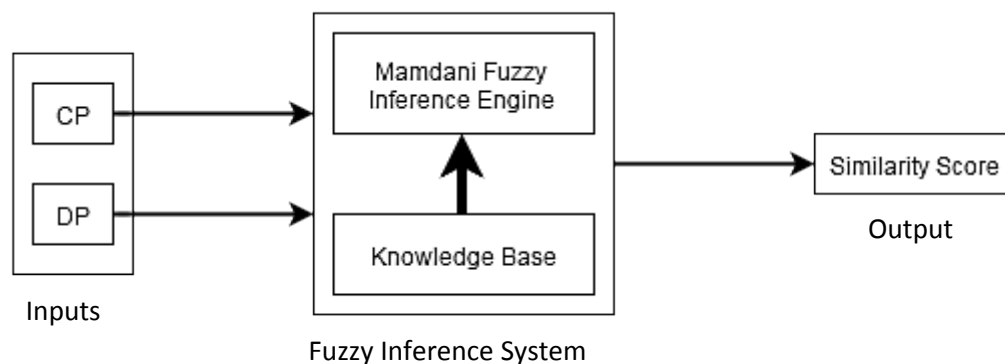 CP
DP
Inputs
Mamdani Fuzzy
Inference Engine
Knowledge Base
Fuzzy Inference System
Similarity Score
Output